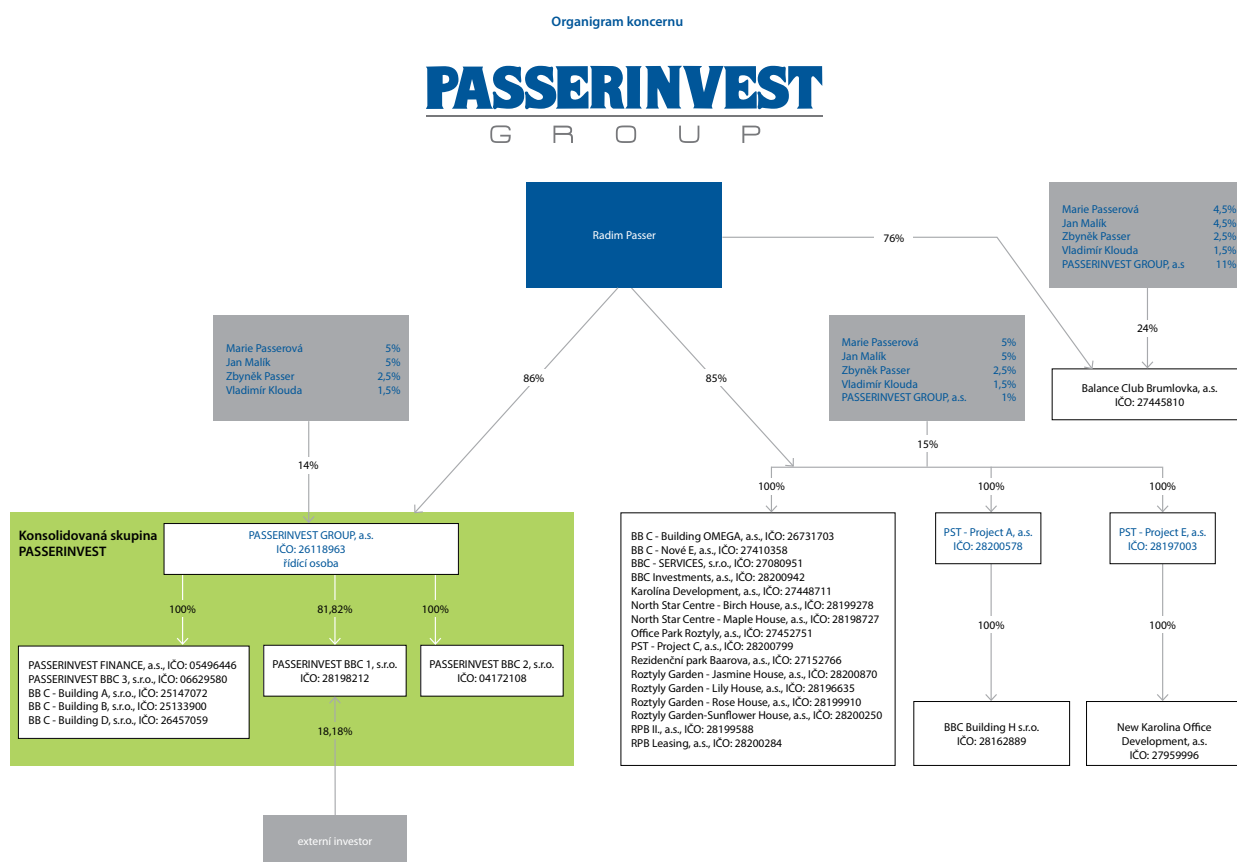 Organigram koncernu
PASSERINVEST
GROUP
Radim Passer
76%
Marie Passerová 4,5%
Jan Malík 4,5%
Zbyněk Passer 2,5%
Vladimír Klouda 1,5%
PASSERINVEST GROUP, a.s 11%
24%
Balance Club Brumlovka, a.s.
IČO: 27445810
Marie Passerová 5%
Jan Malík 5%
Zbyněk Passer 2,5%
Vladimír Klouda 1,5%
14%
86%
85%
Marie Passerová 5%
Jan Malík 5%
Zbyněk Passer 2,5%
Vladimír Klouda 1,5%
PASSERINVEST GROUP, a.s. 1%
15%
100%
100%
100%
Konsolidovaná skupina
PASSERINVEST
PASSERINVEST GROUP, a.s.
IČO: 26118963
řídící osoba
100%
81,82%
100%
PASSERINVEST FINANCE, a.s., IČO: 05496446
PASSERINVEST BBC 3, s.r.o., IČO: 06629580
BB C - Building A, s.r.o., IČO: 25147072
BB C - Building B, s.r.o., IČO: 25133900
BB C - Building D, s.r.o., IČO: 26457059
PASSERINVEST BBC 1, s.r.o.
IČO: 28198212
PASSERINVEST BBC 2, s.r.o.
IČO: 04172108
18,18%
externí investor
BB C - Building OMEGA, a.s., IČO: 26731703
BB C - Nové E, a.s., IČO: 27410358
BBC - SERVICES, s.r.o., IČO: 27080951
BBC Investments, a.s., IČO: 28200942
Karolína Development, a.s., IČO: 27448711
North Star Centre - Birch House, a.s., IČO: 28199278
North Star Centre - Maple House, a.s., IČO: 28198727
Office Park Roztyly, a.s., IČO: 27452751
PST - Project C, a.s., IČO: 28200799
Rezidenční park Baarova, a.s., IČO: 27152766
Roztyly Garden - Jasmine House, a.s., IČO: 28200870
Roztyly Garden - Lily House, a.s., IČO: 28196635
Roztyly Garden - Rose House, a.s., IČO: 28199910
Roztyly Garden-Sunflower House, a.s., IČO: 28200250
RPB II., a.s., IČO: 28199588
RPB Leasing, a.s., IČO: 28200284
PST - Project A, a.s.
IČO: 28200578
100%
BBC Building H s.r.o.
IČO: 28162889
PST - Project E, a.s.
IČO: 28197003
100%
New Karolina Office
Development, a.s.
IČO: 27959996